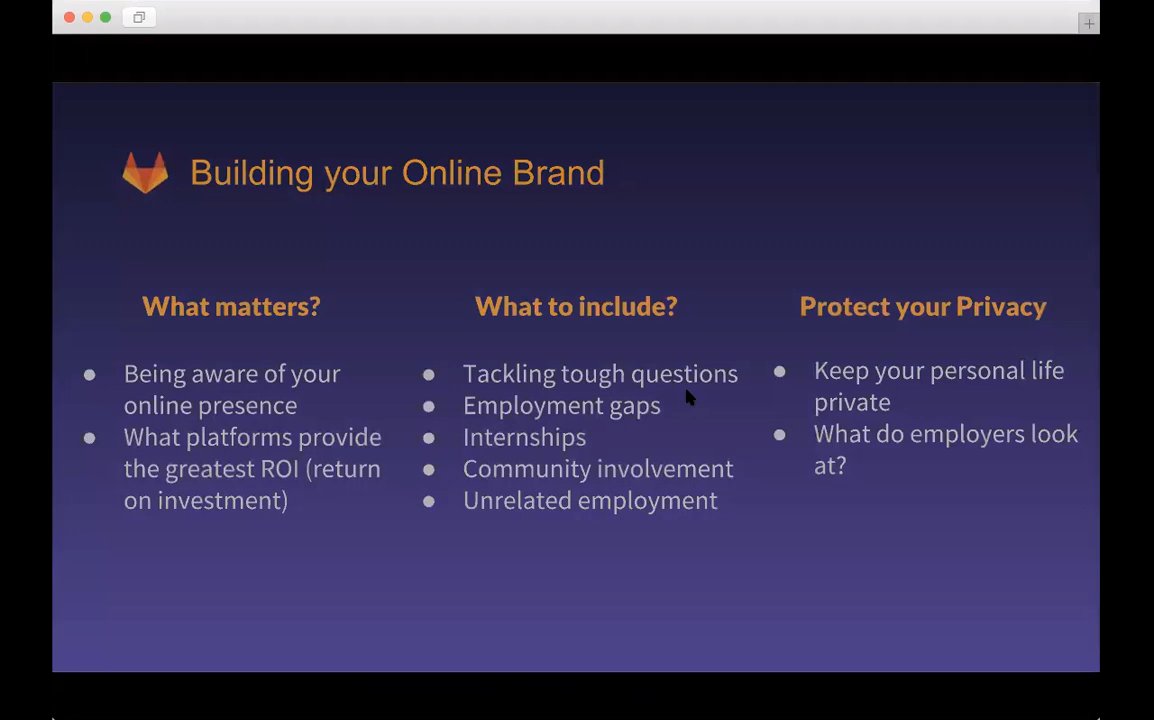 Building your Online Brand
What matters?
Being aware of your
online presence
What platforms provide
the greatest ROI (return
on investment)
What to include?
Tackling tough questions
Employment gaps
Internships
Community involvement
Unrelated employment
Protect your Privacy
Keep your personal life
private
What do employers look
at?